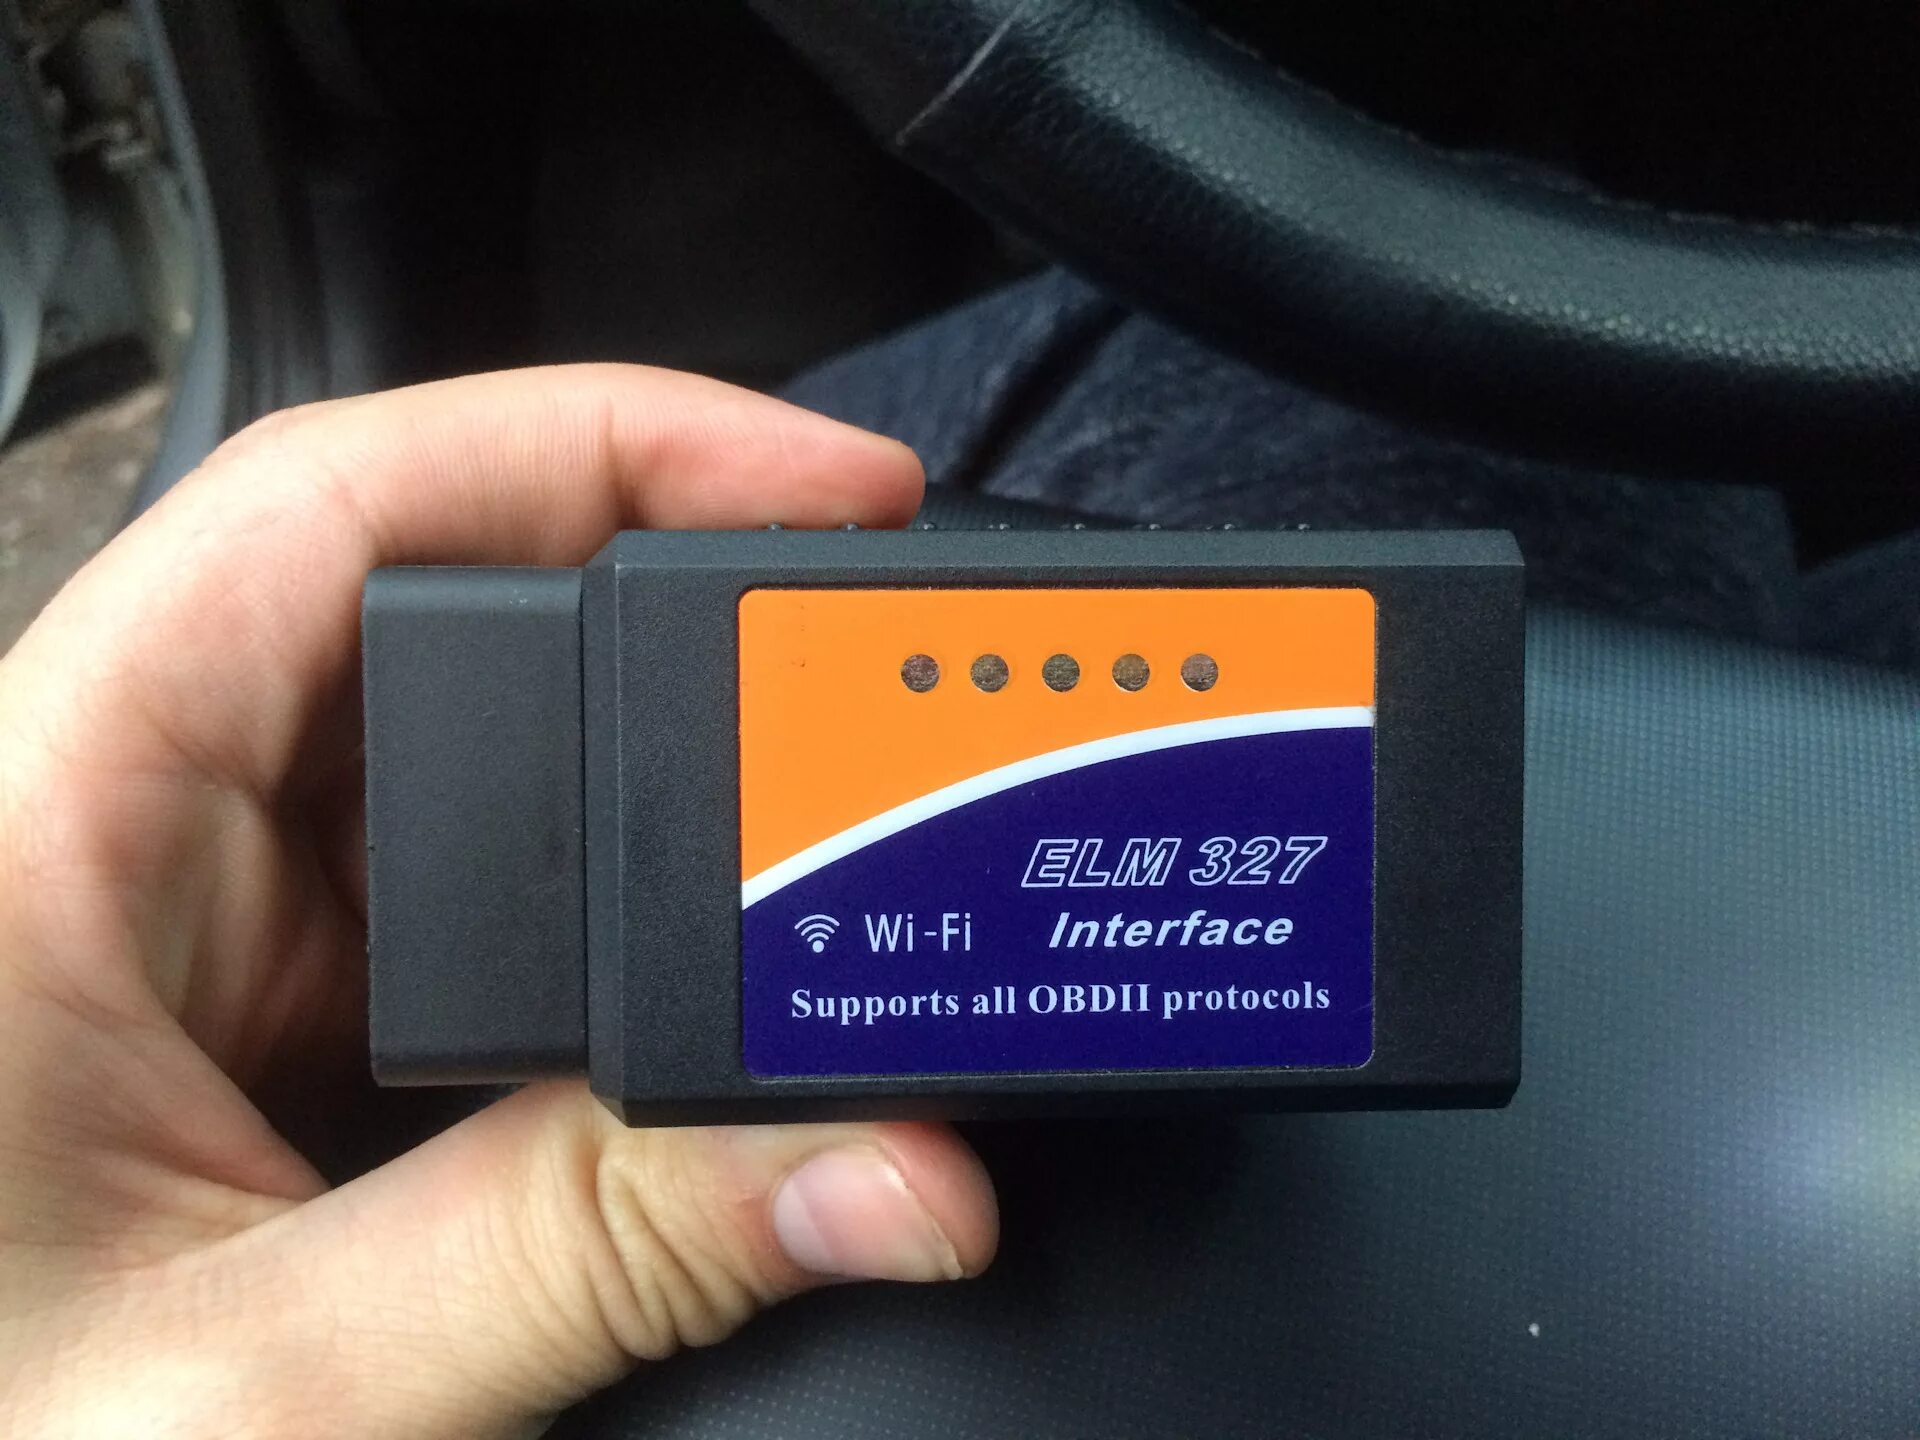 ELM 327
Wi-Fi Interface
Supports all OBDII protocols